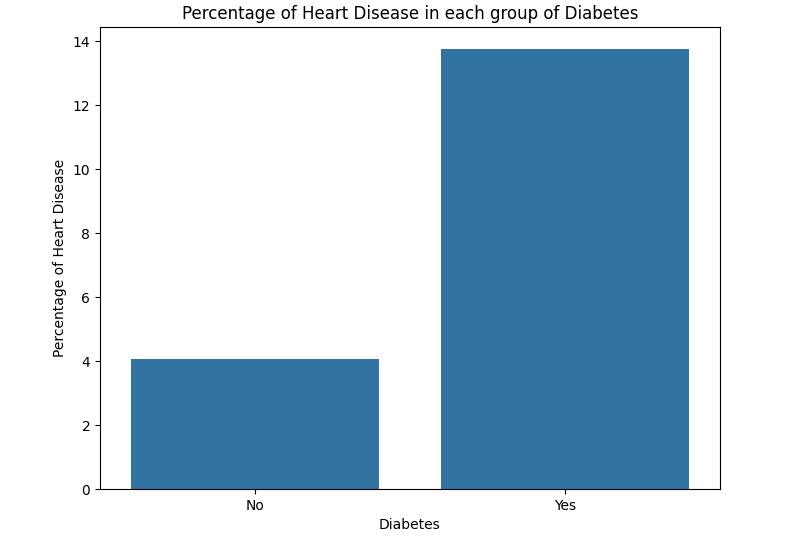 Percentage of Heart Disease in each group of Diabetes
Percentage of Heart Disease
14
12
10
8
6
4
2
0
No
Yes
Diabetes